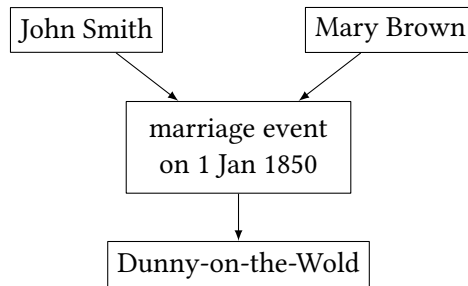 John Smith
Mary Brown
marriage event
on 1 Jan 1850
Dunny-on-the-Wold